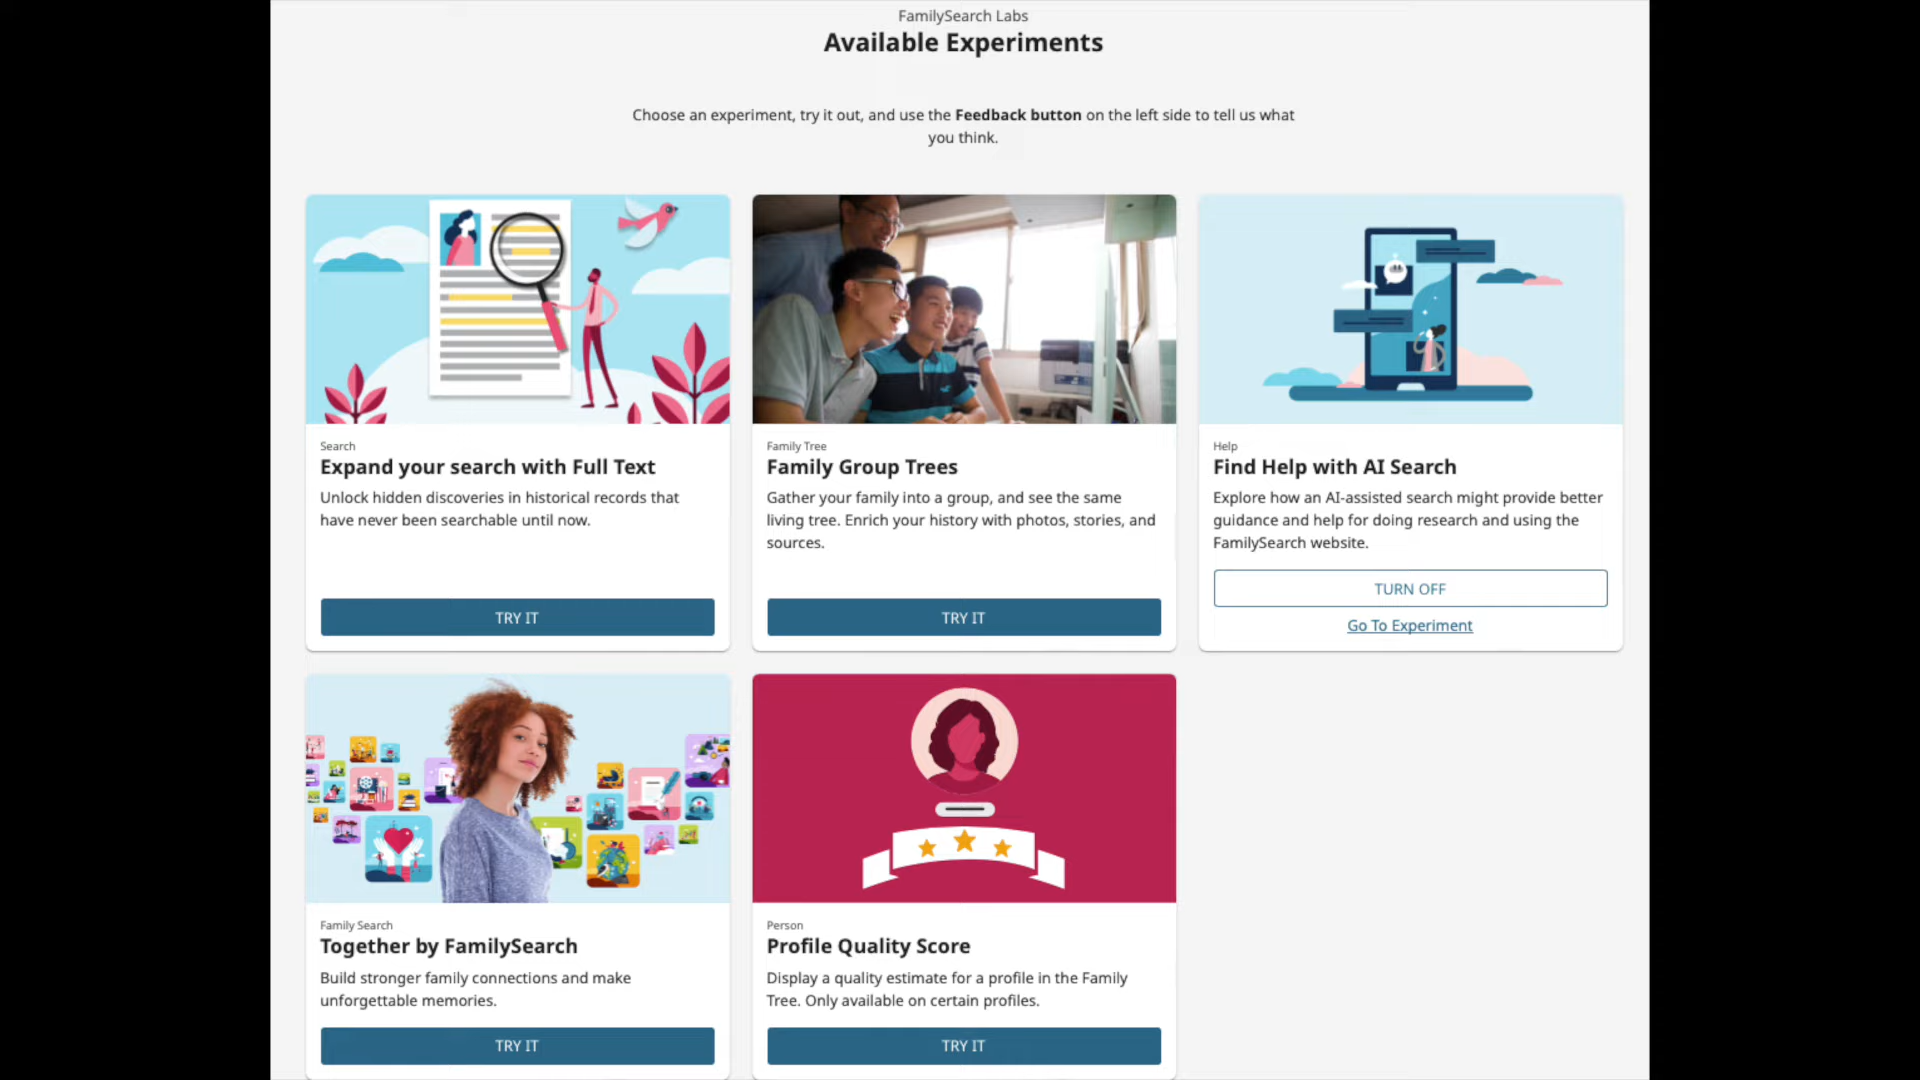 FamilySearch Labs
Available Experiments
Choose an experiment, try it out, and use the Feedback button on the left side to tell us what
you think.
Search
Expand your search with Full Text
Unlock hidden discoveries in historical records that
have never been searchable until now.
TRY IT
Family Tree
Family Group Trees
Gather your family into a group, and see the same
living tree. Enrich your history with photos, stories, and
sources.
TRY IT
Help
Find Help with AI Search
Explore how an AI-assisted search might provide better
guidance and help for doing research and using the
FamilySearch website.
TURN OFF
Go To Experiment
Family Search
Together by FamilySearch
Build stronger family connections and make
unforgettable memories.
TRY IT
Person
Profile Quality Score
Display a quality estimate for a profile in the Family
Tree. Only available on certain profiles.
TRY IT